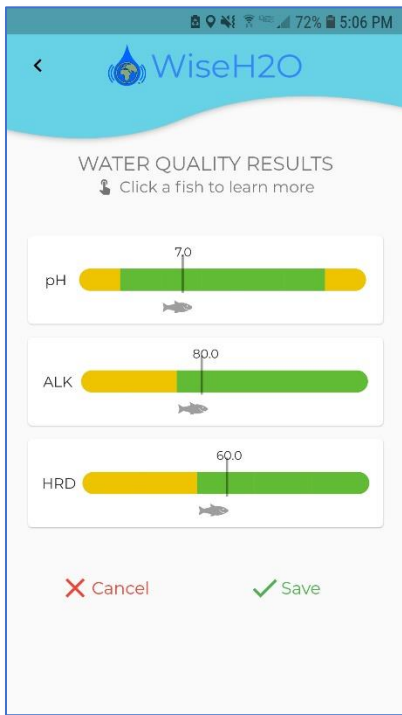 72% 5:06 PM
WiseH2O
WATER QUALITY RESULTS
Click a fish to learn more
7.0
pH
80.0
ALK
60.0
HRD
Cancel
Save